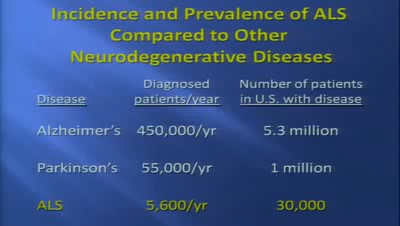 Incidence and Prevalence of ALS
Compared to Other
Neurodegenerative Diseases
Disease Diagnosed patients/year Number of patients in U.S. with disease
Alzheimer's 450,000/yr 5.3 million
Parkinson's 55,000/yr 1 million
ALS 5,600/yr 30,000